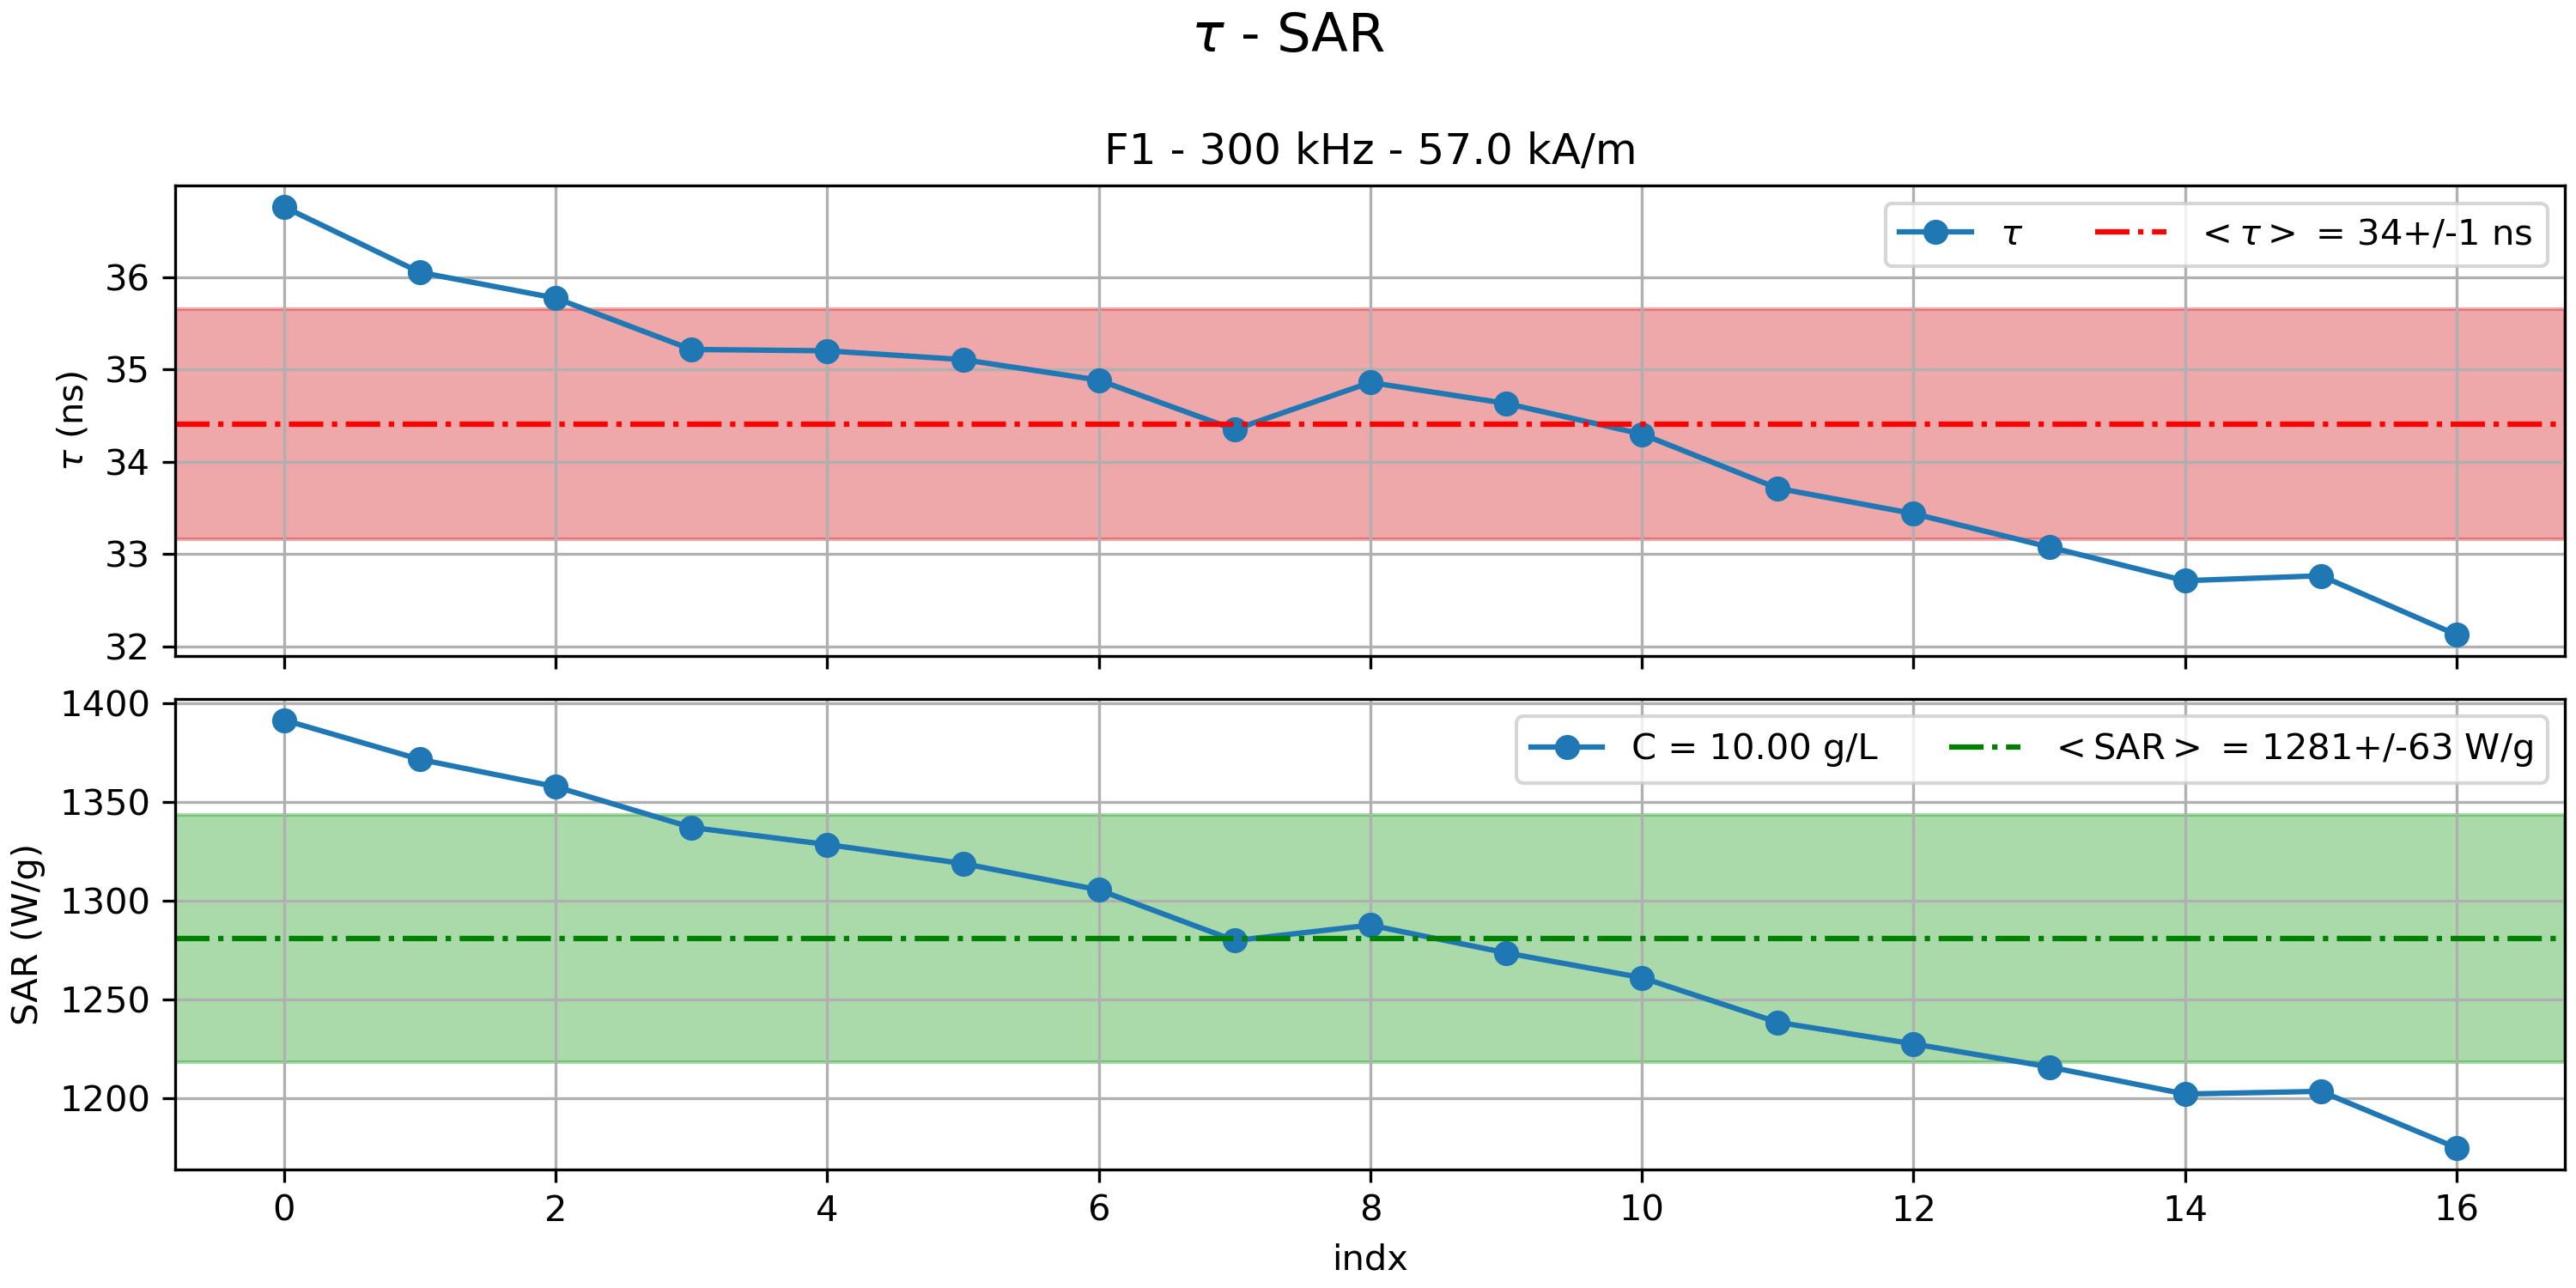 τ - SAR
F1 - 300 kHz - 57.0 kA/m
τ
< τ > = 34+/-1 ns
36
35
34
33
32
τ (ns)
C = 10.00 g/L
< SAR > = 1281+/-63 W/g
1400
1350
1300
1250
1200
SAR (W/g)
0 2 4 6 8 10 12 14 16
indx